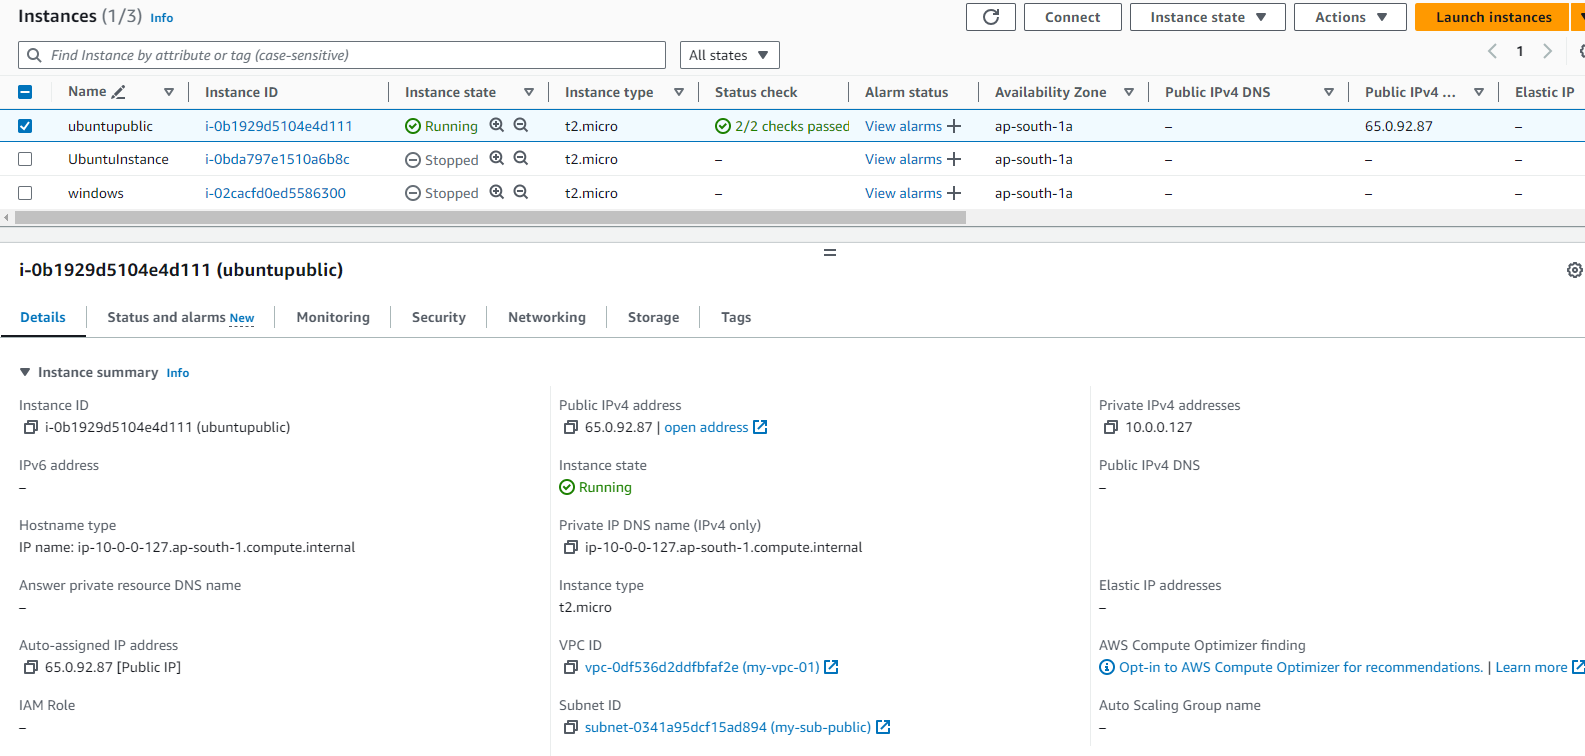 Instances (1/3) Info Connect Instance state Actions Launch instances
Find Instance by attribute or tag (case-sensitive) All states 1
Name Instance ID Instance state Instance type Status check Alarm status Availability Zone Public IPv4 DNS Public IPv4 ... Elastic IP
ubuntupublic i-0b1929d5104e4d111 Running t2.micro 2/2 checks passed View alarms ap-south-1a – 65.0.92.87 –
UbuntuInstance i-0bda797e1510a6b8c Stopped t2.micro – View alarms ap-south-1a – – –
windows i-02cacfd0ed5586300 Stopped t2.micro – View alarms ap-south-1a – – –
i-0b1929d5104e4d111 (ubuntupublic)
Details Status and alarms New Monitoring Security Networking Storage Tags
Instance summary Info
Instance ID Public IPv4 address Private IPv4 addresses
i-0b1929d5104e4d111 (ubuntupublic) 65.0.92.87 | open address 10.0.0.127
IPv6 address Instance state Public IPv4 DNS
– Running –
Hostname type Private IP DNS name (IPv4 only)
IP name: ip-10-0-0-127.ap-south-1.compute.internal ip-10-0-0-127.ap-south-1.compute.internal
Answer private resource DNS name Instance type Elastic IP addresses
– t2.micro –
Auto-assigned IP address VPC ID AWS Compute Optimizer finding
65.0.92.87 [Public IP] vpc-0df536d2ddfbfaf2e (my-vpc-01) Opt-in to AWS Compute Optimizer for recommendations. | Learn more
IAM Role Subnet ID Auto Scaling Group name
– subnet-0341a95dcf15ad894 (my-sub-public) –